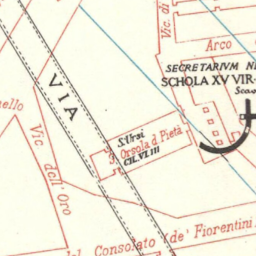 Vic. di
Arco
SECRETARIVM
SCHOLA XV VIR
VIA
S. Ursi
S. Orsola d. Pietà
CIL.VI.III
Vic. dell' Oro
Consolato (de' Fiorentini